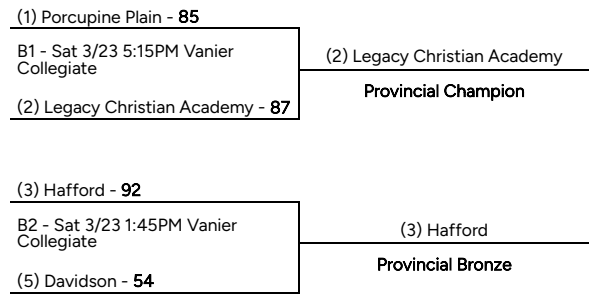 (1) Porcupine Plain - 85
B1 - Sat 3/23 5:15PM Vanier
Collegiate
(2) Legacy Christian Academy - 87
(2) Legacy Christian Academy
Provincial Champion
(3) Hafford - 92
B2 - Sat 3/23 1:45PM Vanier
Collegiate
(5) Davidson - 54
(3) Hafford
Provincial Bronze